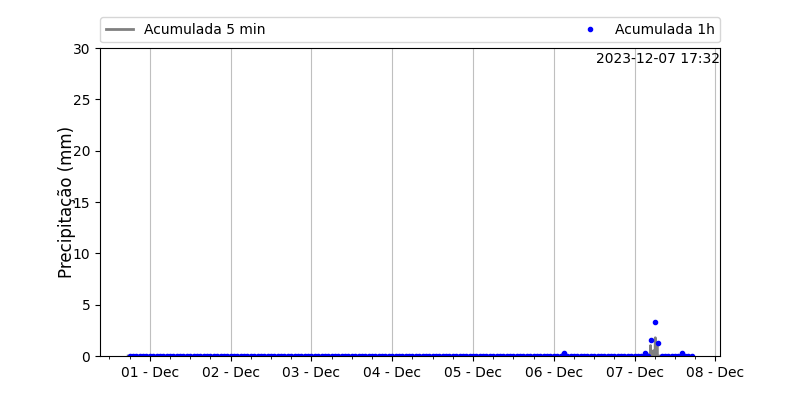 Acumulada 5 min
Acumulada 1h
2023-12-07 17:32
Precipitação (mm)
30
25
20
15
10
5
0
01 - Dec
02 - Dec
03 - Dec
04 - Dec
05 - Dec
06 - Dec
07 - Dec
08 - Dec